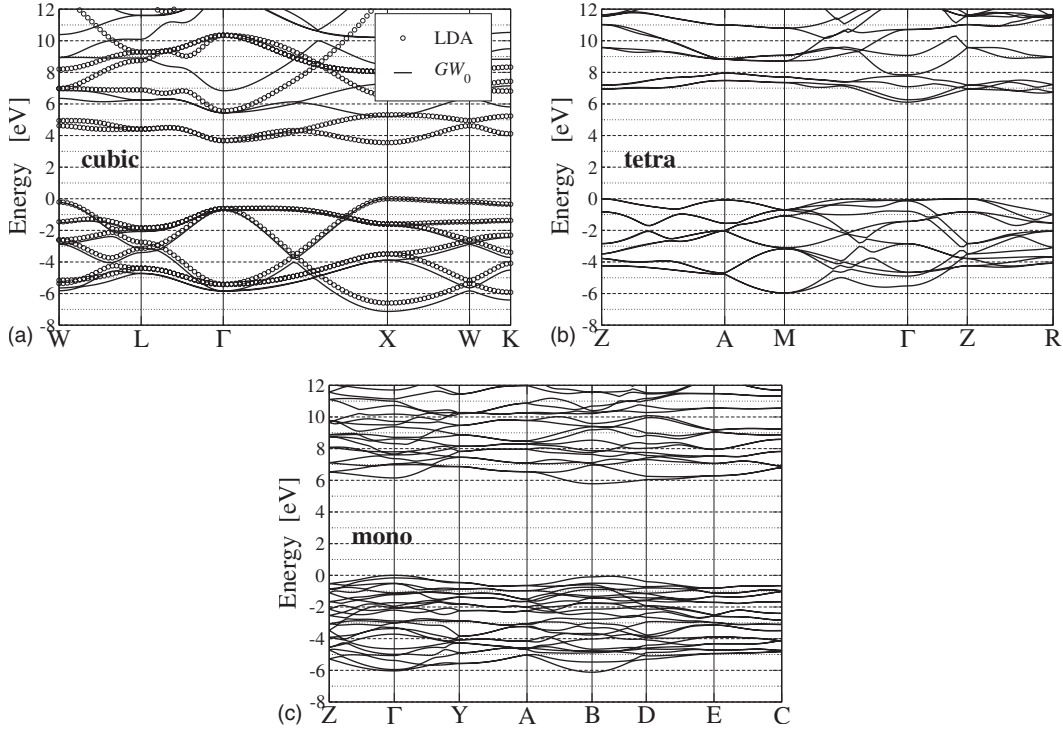 12
10
8
6
4
2
0
-2
-4
-6
-8
Energy [eV]
cubic
LDA
GW0
(a)
W L Γ X W K
12
10
8
6
4
2
0
-2
-4
-6
-8
Energy [eV]
tetra
(b)
Z A M Γ Z R
12
10
8
6
4
2
0
-2
-4
-6
-8
Energy [eV]
mono
(c)
Z Γ Y A B D E C